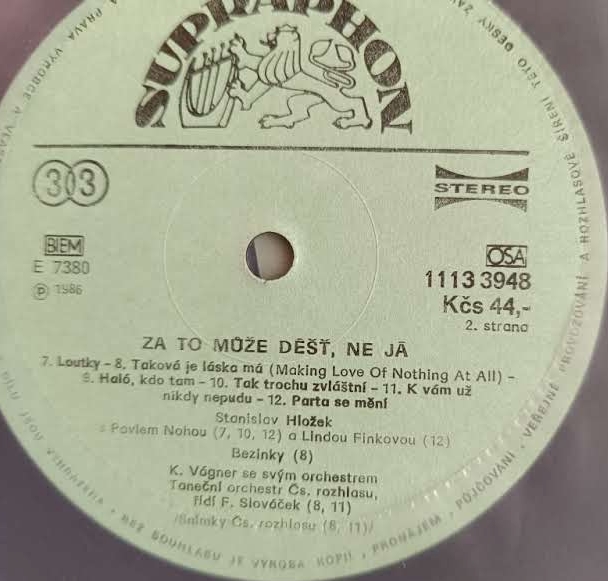 SUPRAPHON
33
STEREO
BIEM
OSA
E 7380
1113 3948
℗ 1986
Kčs 44,-
2. strana
ZA TO MŮŽE DÉŠŤ, NE JÁ
7. Loutky – 8. Taková je láska má (Making Love Of Nothing At All) –
9. Haló, kdo tam – 10. Tak trochu zvláštní – 11. K vám už
nikdy nepudu – 12. Parta se mění
Stanislav Hložek
s Pavlem Nohou (7, 10, 12) a Lindou Finkovou (12)
Bezinky (8)
K. Vágner se svým orchestrem
Taneční orchestr Čs. rozhlasu,
řídí F. Slováček (8, 11)
/Snímky Čs. rozhlasu (8, 11)/
PRÁVA VÝROBCE A
VYHRAZENA · BEZ SOUHLASU JE VÝROBA KOPIÍ, PRONÁJEM, PŮJČOVÁNÍ, VEŘEJNÉ PROVOZOVÁNÍ A ROZHLASOVÉ ŠÍŘENÍ TÉTO DESKY